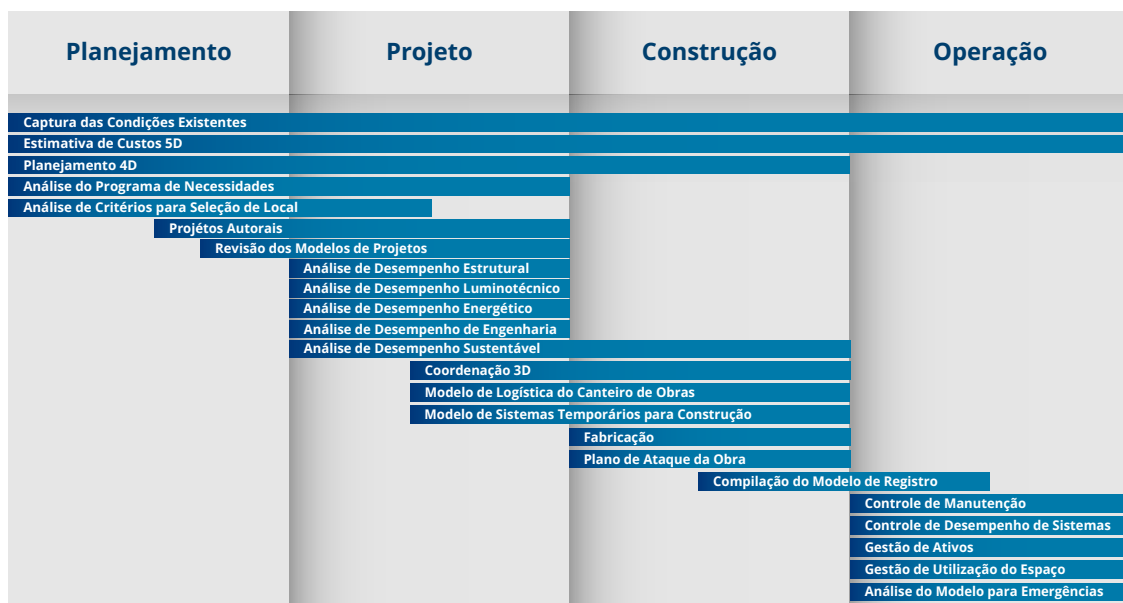 Planejamento Projeto Construção Operação
Captura das Condições Existentes
Estimativa de Custos 5D
Planejamento 4D
Análise do Programa de Necessidades
Análise de Critérios para Seleção de Local
Projétos Autorais
Revisão dos Modelos de Projetos
Análise de Desempenho Estrutural
Análise de Desempenho Luminotécnico
Análise de Desempenho Energético
Análise de Desempenho de Engenharia
Análise de Desempenho Sustentável
Coordenação 3D
Modelo de Logística do Canteiro de Obras
Modelo de Sistemas Temporários para Construção
Fabricação
Plano de Ataque da Obra
Compilação do Modelo de Registro
Controle de Manutenção
Controle de Desempenho de Sistemas
Gestão de Ativos
Gestão de Utilização do Espaço
Análise do Modelo para Emergências